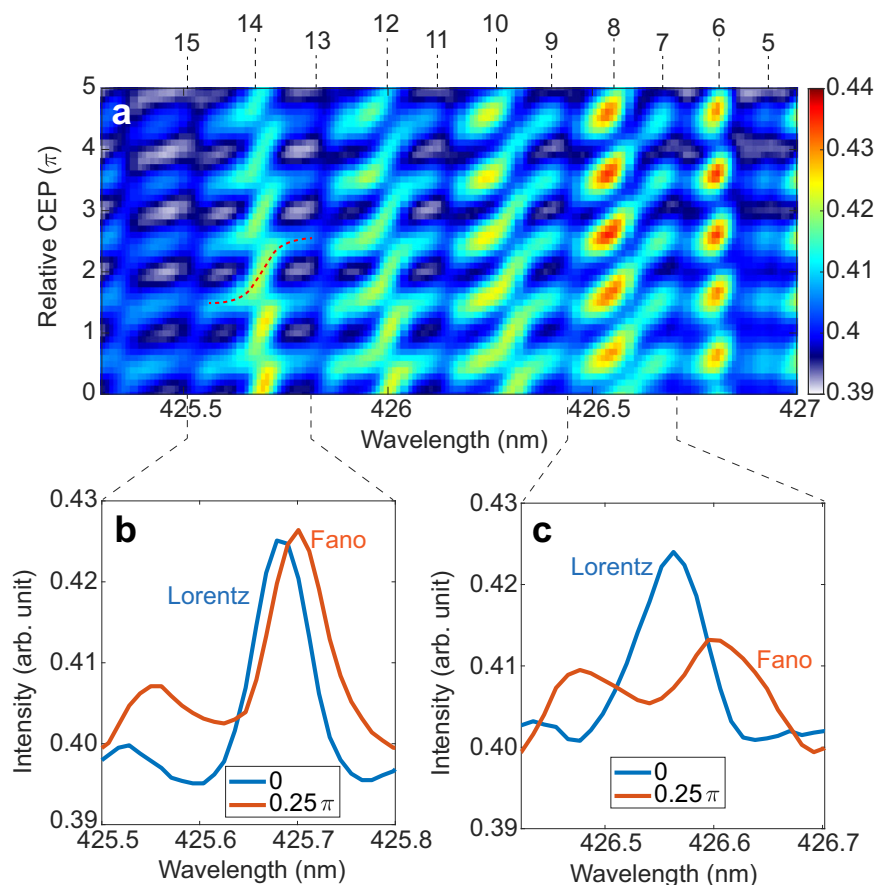 15 14 13 12 11 10 9 8 7 6 5
a
Relative CEP (π)
5
4
3
2
1
0
0.44
0.43
0.42
0.41
0.4
0.39
425.5 426 426.5 427
Wavelength (nm)
b
Intensity (arb. unit)
0.43
0.42
0.41
0.40
0.39
Fano
Lorentz
0
0.25π
425.5 425.6 425.7 425.8
Wavelength (nm)
c
Intensity (arb. unit)
0.43
0.42
0.41
0.40
0.39
Lorentz
Fano
0
0.25π
426.5 426.6 426.7
Wavelength (nm)